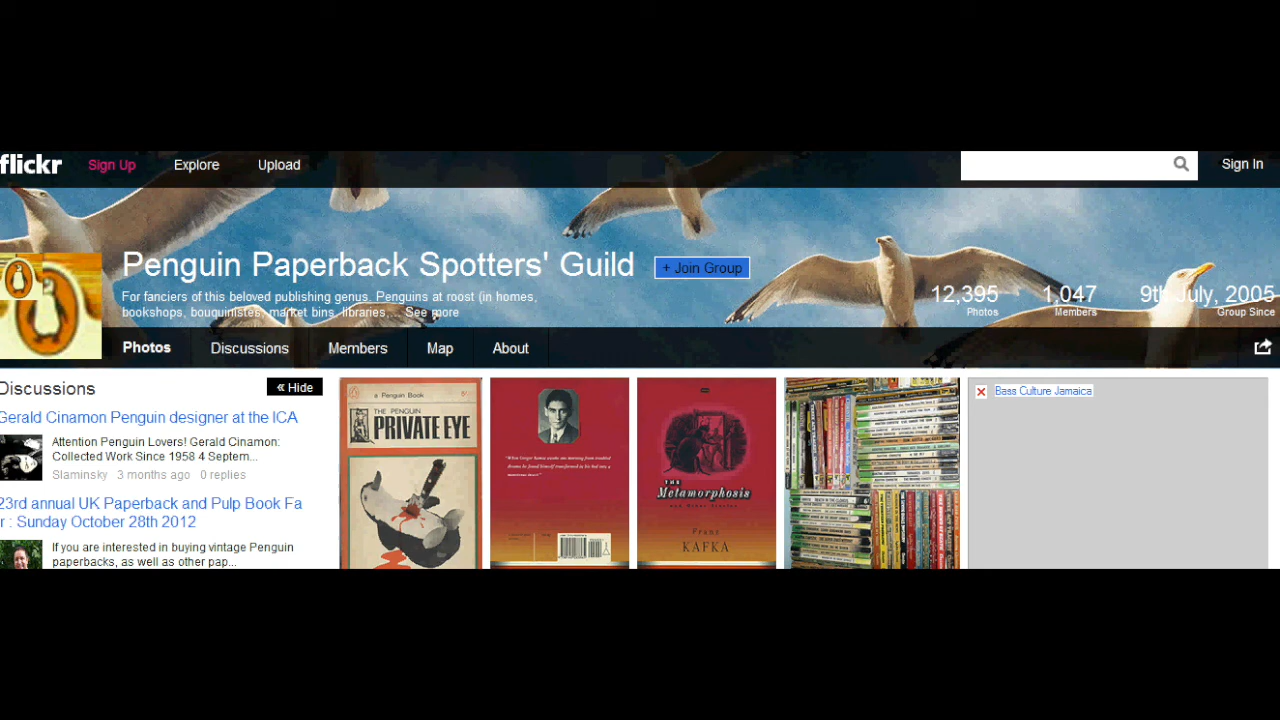 flickr Sign Up Explore Upload Sign In
Penguin Paperback Spotters' Guild + Join Group
For fanciers of this beloved publishing genus. Penguins at roost (in homes,
bookshops, bouquinistes, market bins, libraries,... See more
12,395 1,047 9th July, 2005
Photos Members Group Since
Photos Discussions Members Map About
Discussions « Hide
Gerald Cinamon Penguin designer at the ICA
Attention Penguin Lovers! Gerald Cinamon:
Collected Work Since 1958 4 Septem...
Slaminsky 3 months ago 0 replies
23rd annual UK Paperback and Pulp Book Fa
r : Sunday October 28th 2012
If you are interested in buying vintage Penguin
paperbacks, as well as other pap...
a Penguin Book
THE PENGUIN
PRIVATE EYE
THE
Metamorphosis
and Other Stories
Franz
KAFKA
Bass Culture Jamaica